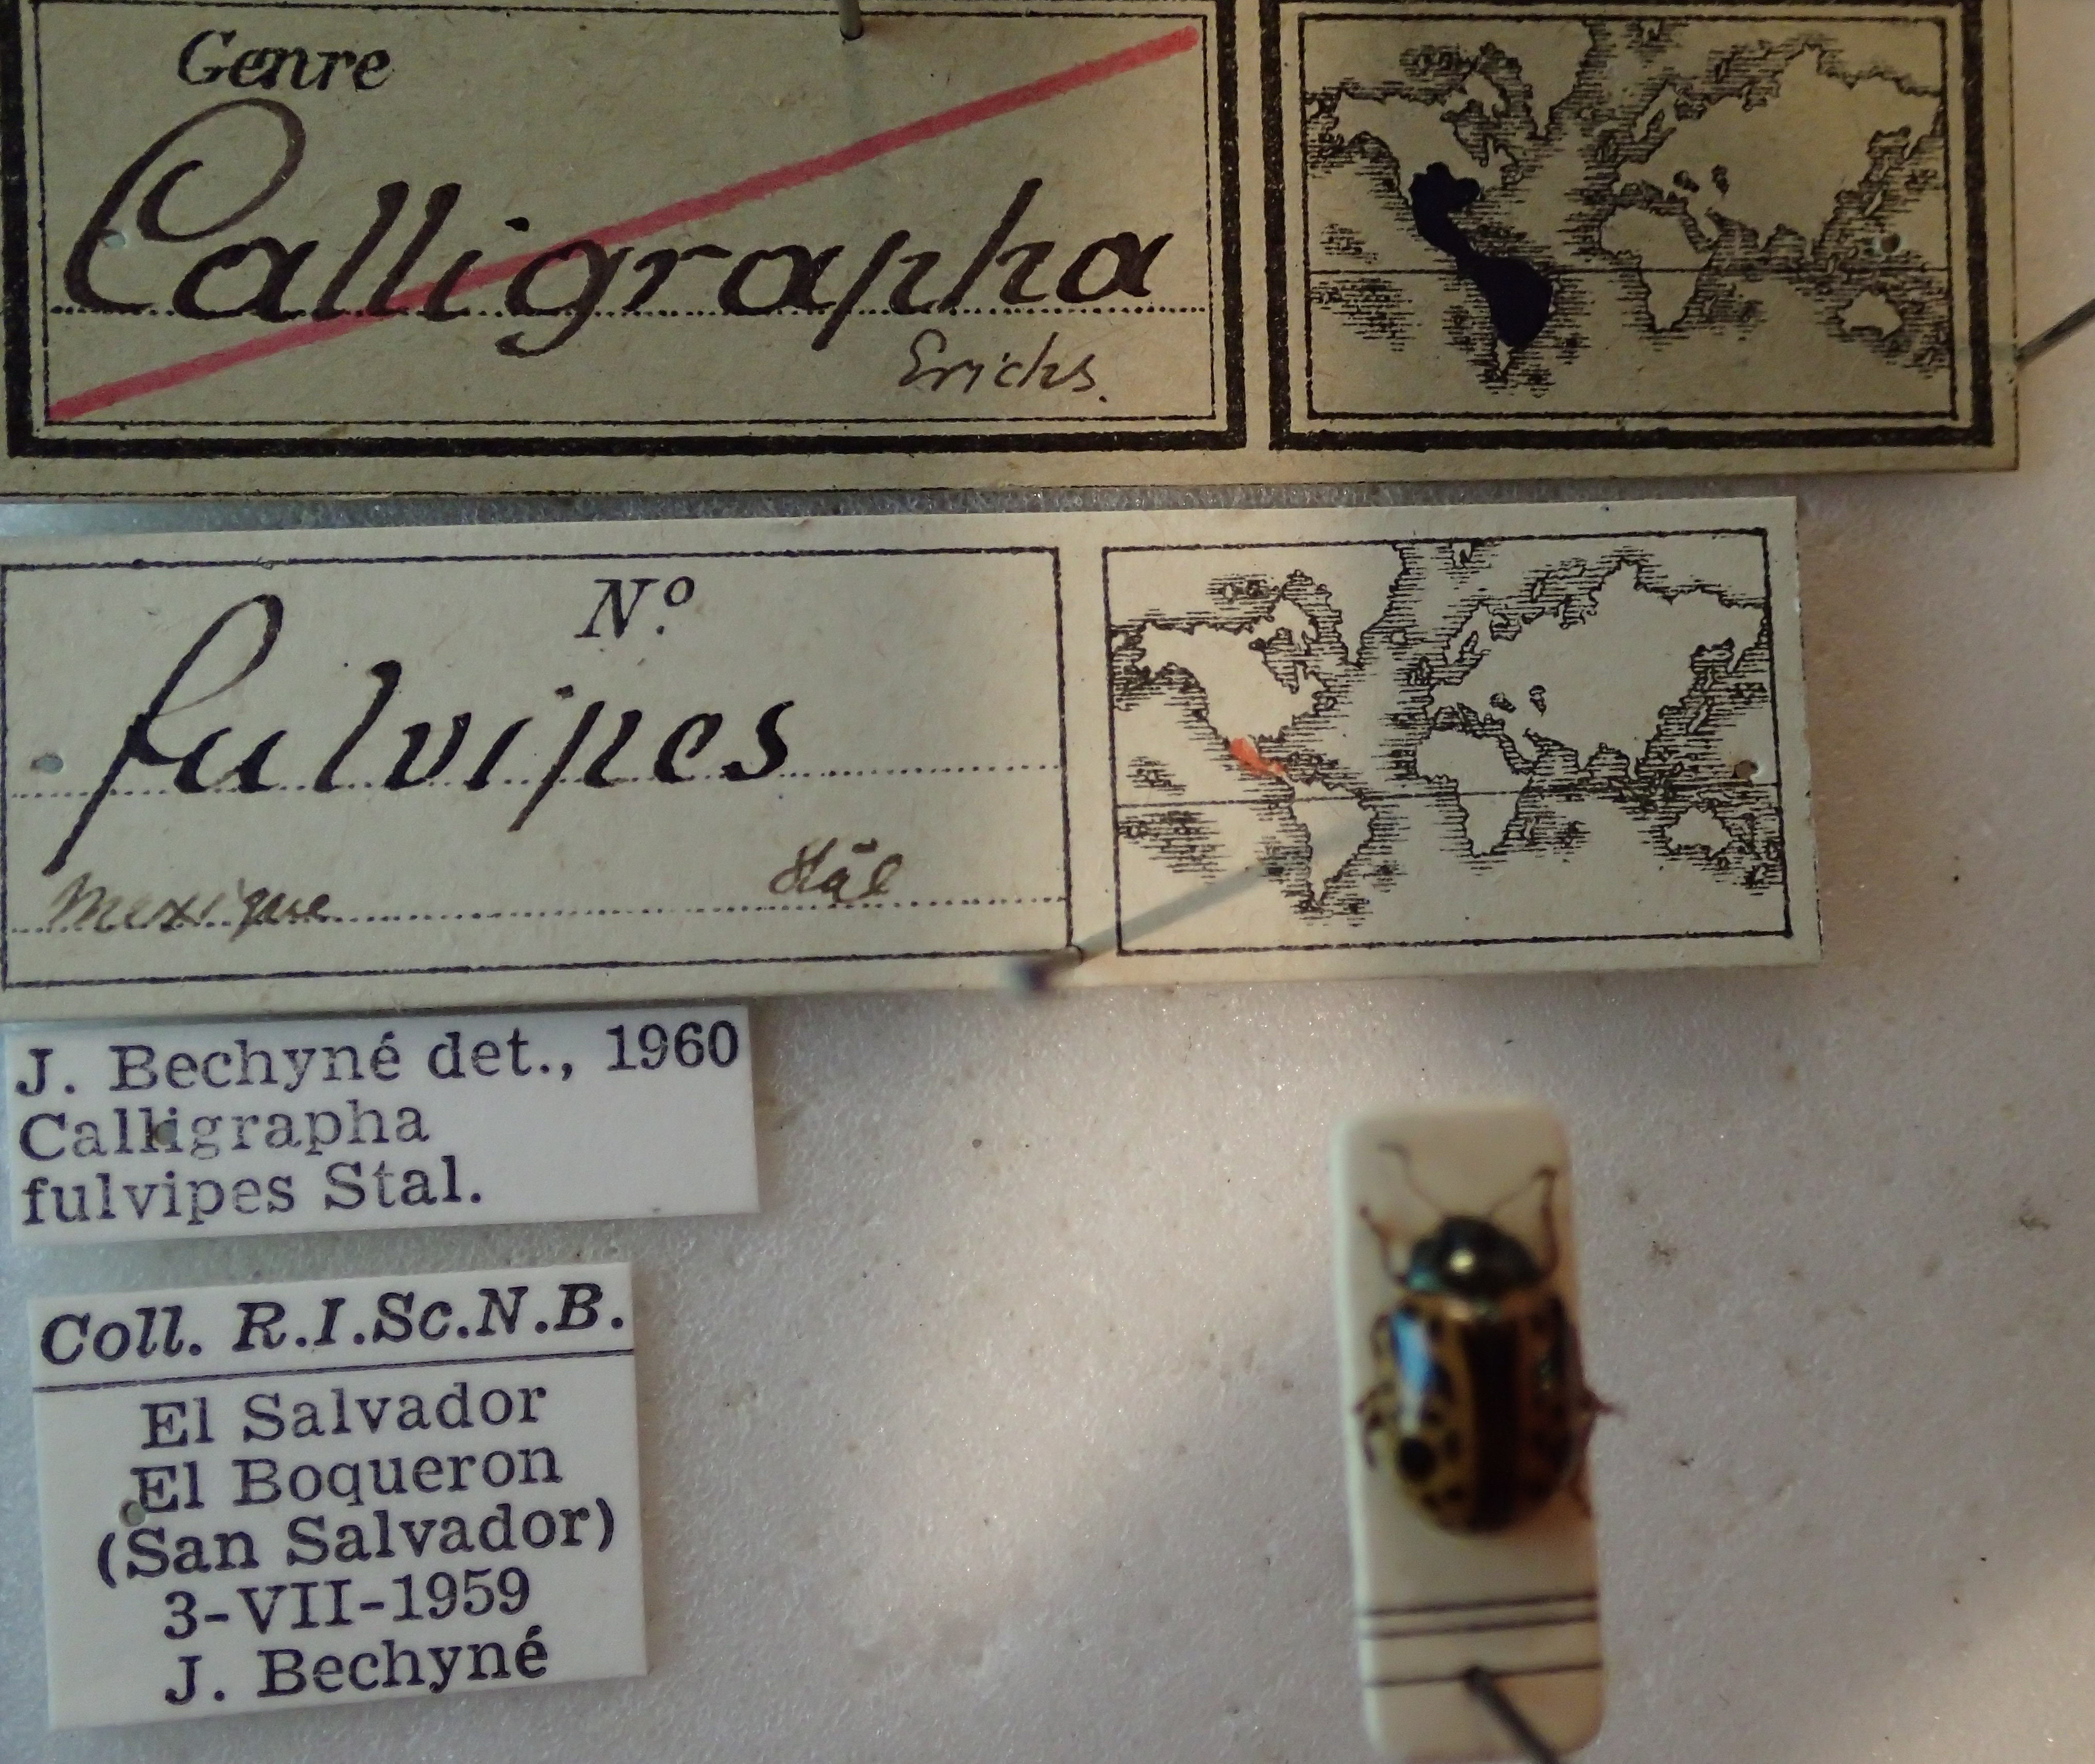 Genre
Calligrapha
Erichs.
Nº
fulvipes
Stål
Mexique
J. Bechyné det., 1960
Calligrapha
fulvipes Stal.
Coll. R.I.Sc.N.B.
El Salvador
El Boqueron
(San Salvador)
3-VII-1959
J. Bechyné